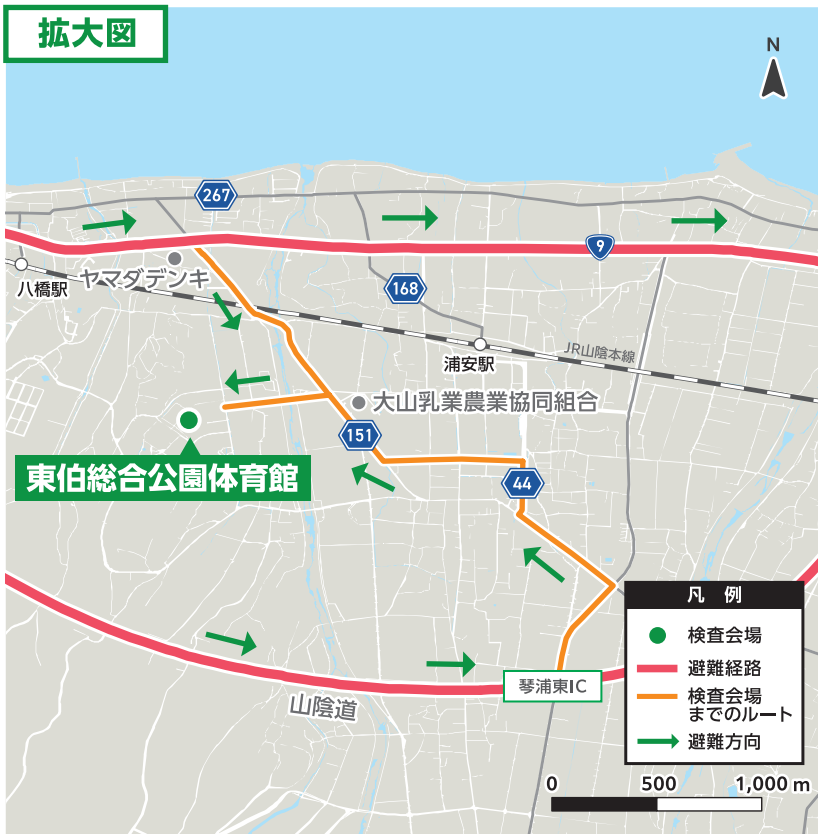 拡大図
N
267
9
ヤマダデンキ
八橋駅
168
JR山陰本線
浦安駅
大山乳業農業協同組合
151
東伯総合公園体育館
44
凡 例
検査会場
避難経路
検査会場
までのルート
避難方向
琴浦東IC
山陰道
0 500 1,000 m